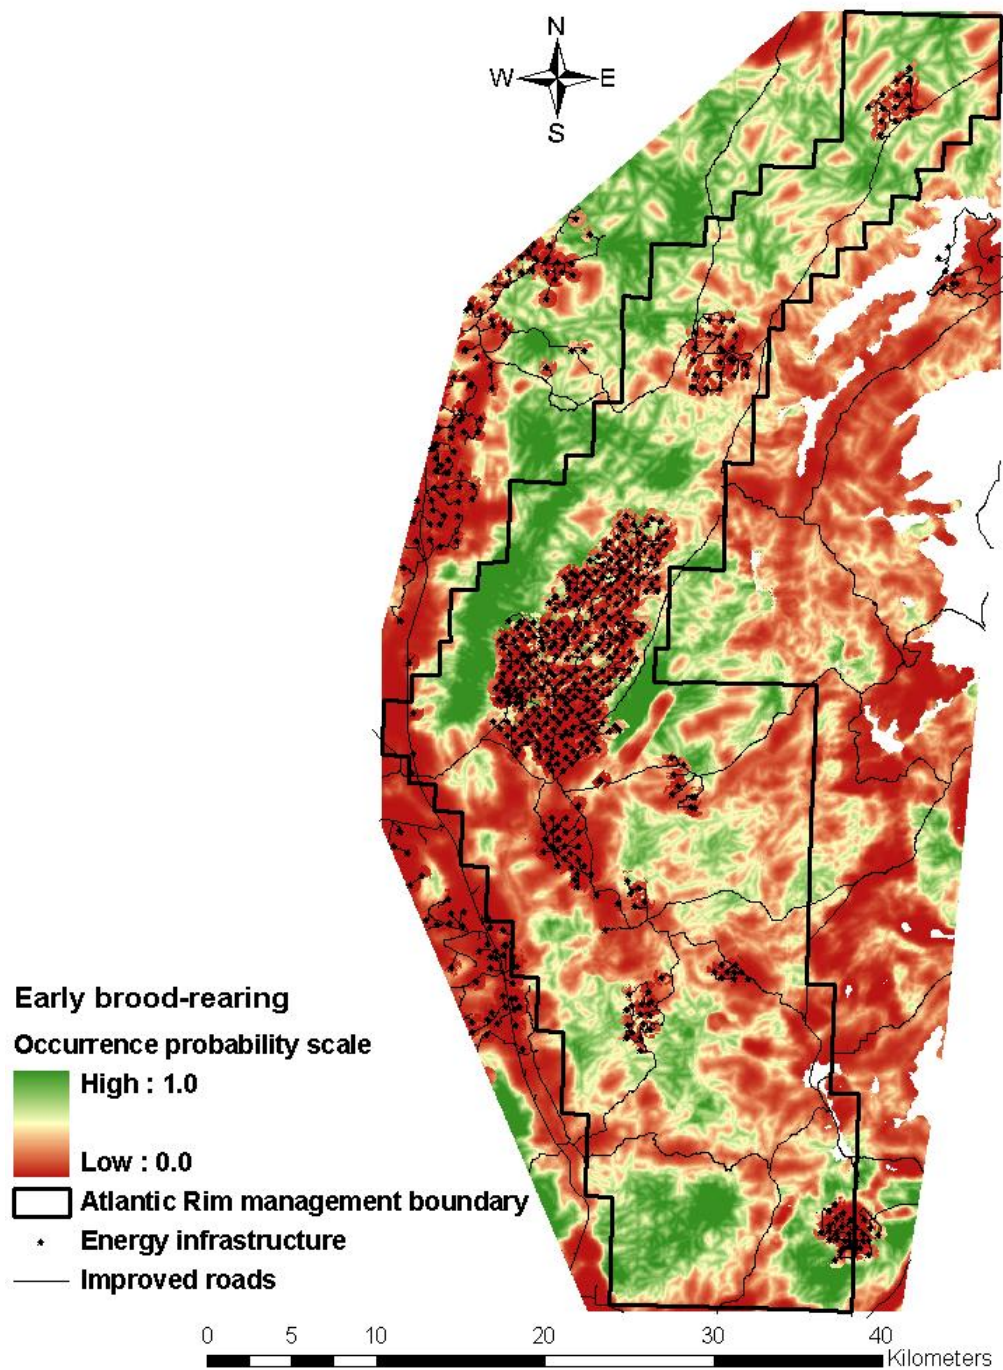 N
W E
S
Early brood-rearing
Occurrence probability scale
High : 1.0
Low : 0.0
Atlantic Rim management boundary
Energy infrastructure
Improved roads
0 5 10 20 30 40
Kilometers